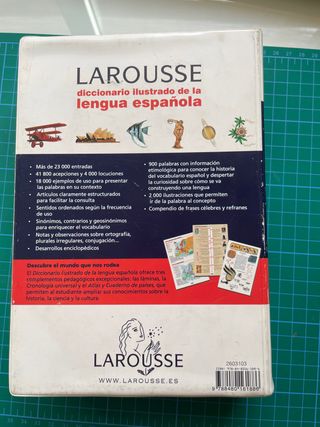 LAROUSSE
diccionario ilustrado de la
lengua española
• Más de 23 000 entradas
• 41 800 acepciones y 4 000 locuciones
• 18 000 ejemplos de uso para presentar
las palabras en su contexto
• Artículos claramente estructurados
para facilitar la consulta
• Sentidos ordenados según la frecuencia
de uso
• Sinónimos, contrarios y geosinónimos
para enriquecer el vocabulario
• Notas y observaciones sobre ortografía,
plurales irregulares, conjugación...
• Desarrollos enciclopédicos
• 900 palabras con información
etimológica para conocer la historia
del vocabulario español y despertar
la curiosidad sobre cómo se va
construyendo una lengua
• 2 000 ilustraciones que permiten
ir de la palabra al concepto
• Compendio de frases célebres y refranes
Descubre el mundo que nos rodea
El Diccionario ilustrado de la lengua española ofrece tres
complementos pedagógicos excepcionales: las láminas, la
Cronología universal y el Atlas y Cuaderno de países, que
permiten al estudiante ampliar sus conocimientos sobre la
historia, la ciencia y la cultura.
LAROUSSE
WWW.LAROUSSE.ES
2603103
9788480161886